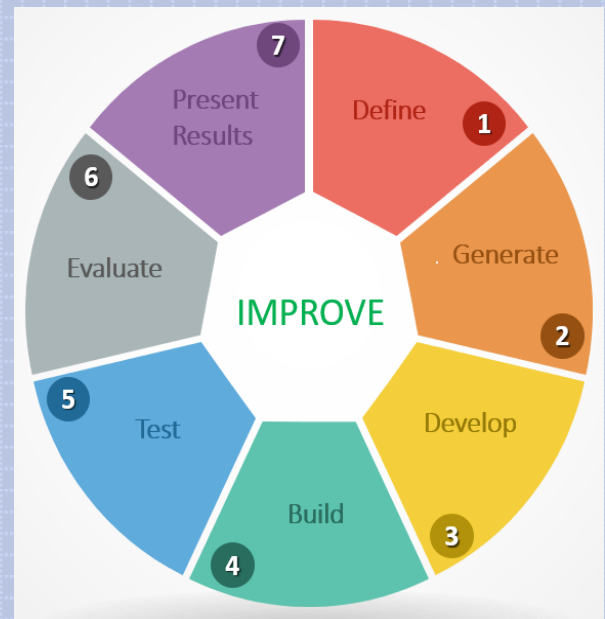 7
Present
Results
Define
1
6
Evaluate
Generate
IMPROVE
2
5
Test
Develop
3
Build
4